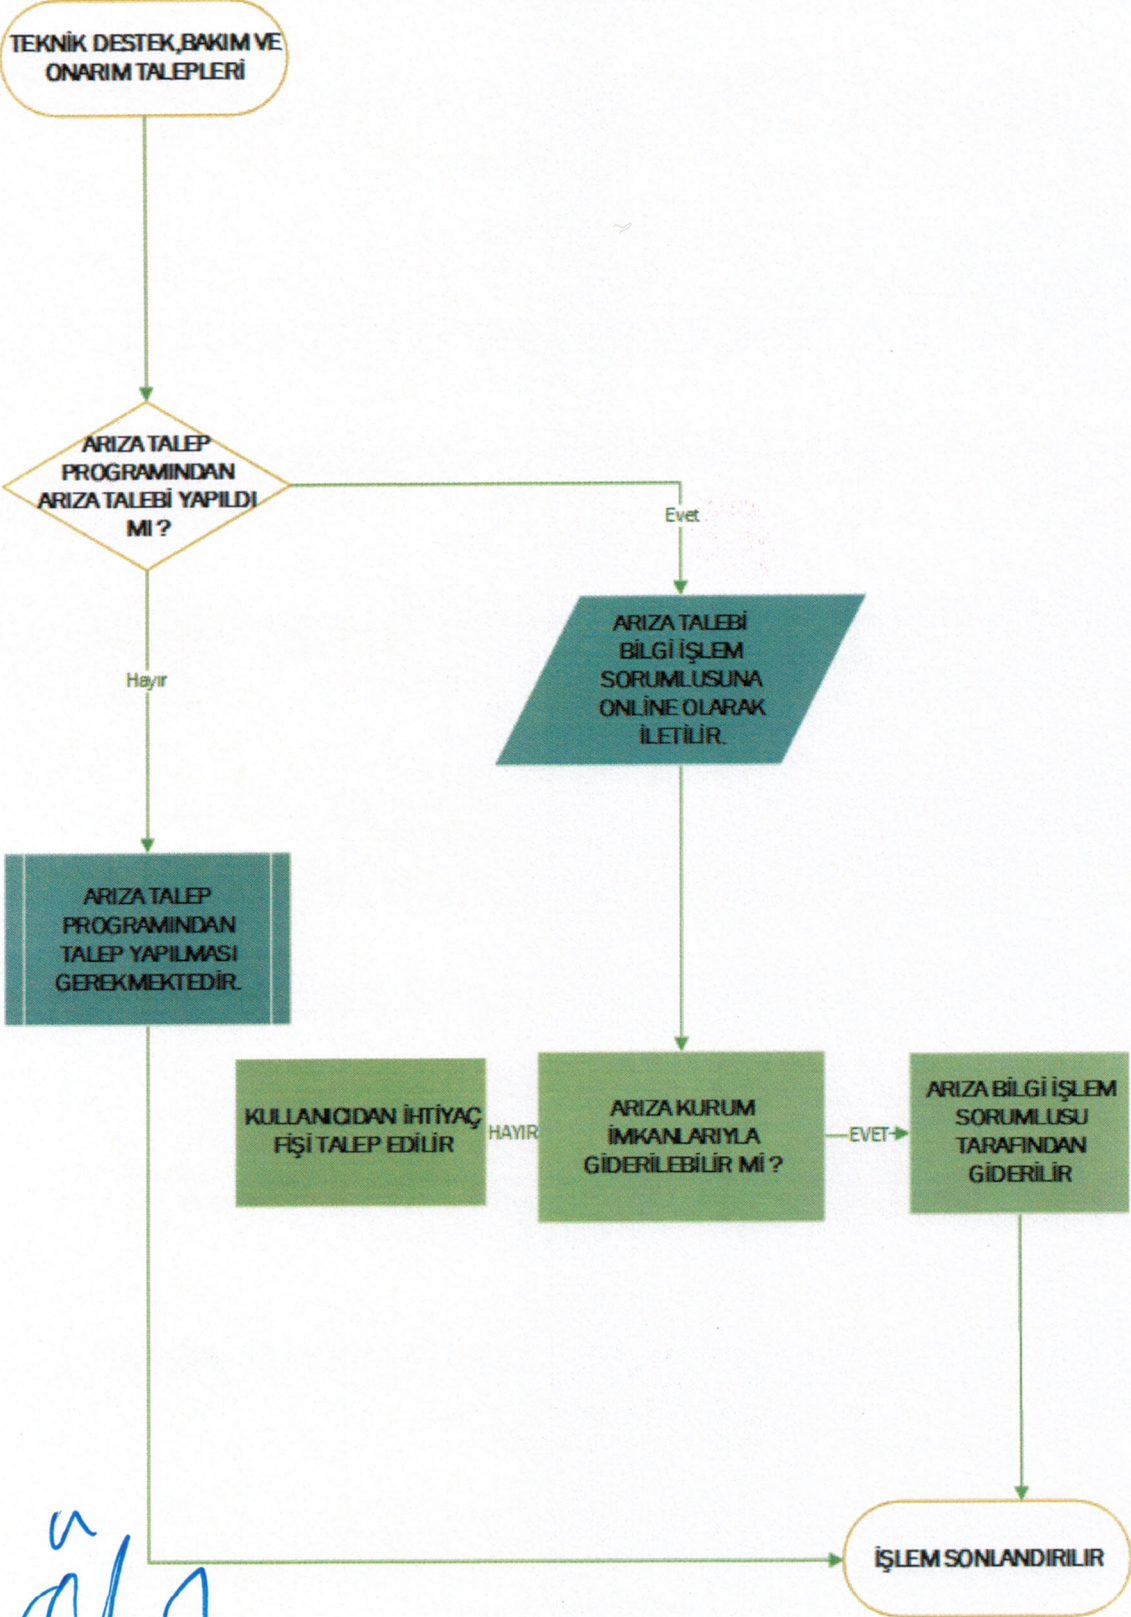 TEKNİK DESTEK,BAKIM VE
ONARIM TALEPLERİ
ARIZA TALEP
PROGRAMINDAN
ARIZA TALEBİ YAPILDI
MI ?
Evet
Hayır
ARIZA TALEBİ
BİLGİ İŞLEM
SORUMLUSUNA
ONLİNE OLARAK
İLETİLİR.
ARIZA TALEP
PROGRAMINDAN
TALEP YAPILMASI
GEREKMEKTEDİR.
KULLANICIDAN İHTİYAÇ
FİŞİ TALEP EDİLİR
HAYIR
ARIZA KURUM
İMKANLARIYLA
GİDERİLEBİLİR Mİ ?
EVET
ARIZA BİLGİ İŞLEM
SORUMLUSU
TARAFINDAN
GİDERİLİR
İŞLEM SONLANDIRILIR